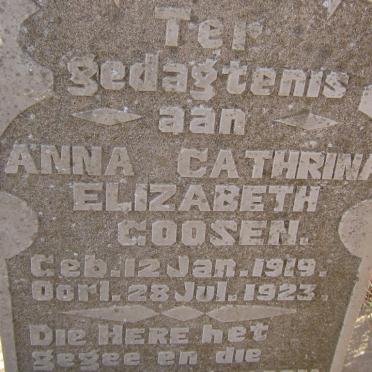 Ter
gedagtenis
aan
ANNA CATHRINA
ELIZABETH
COOSEN.
Geb. 12 Jan. 1919.
Oorl. 28 Jul. 1923.
DIE HERE het
gegee en die